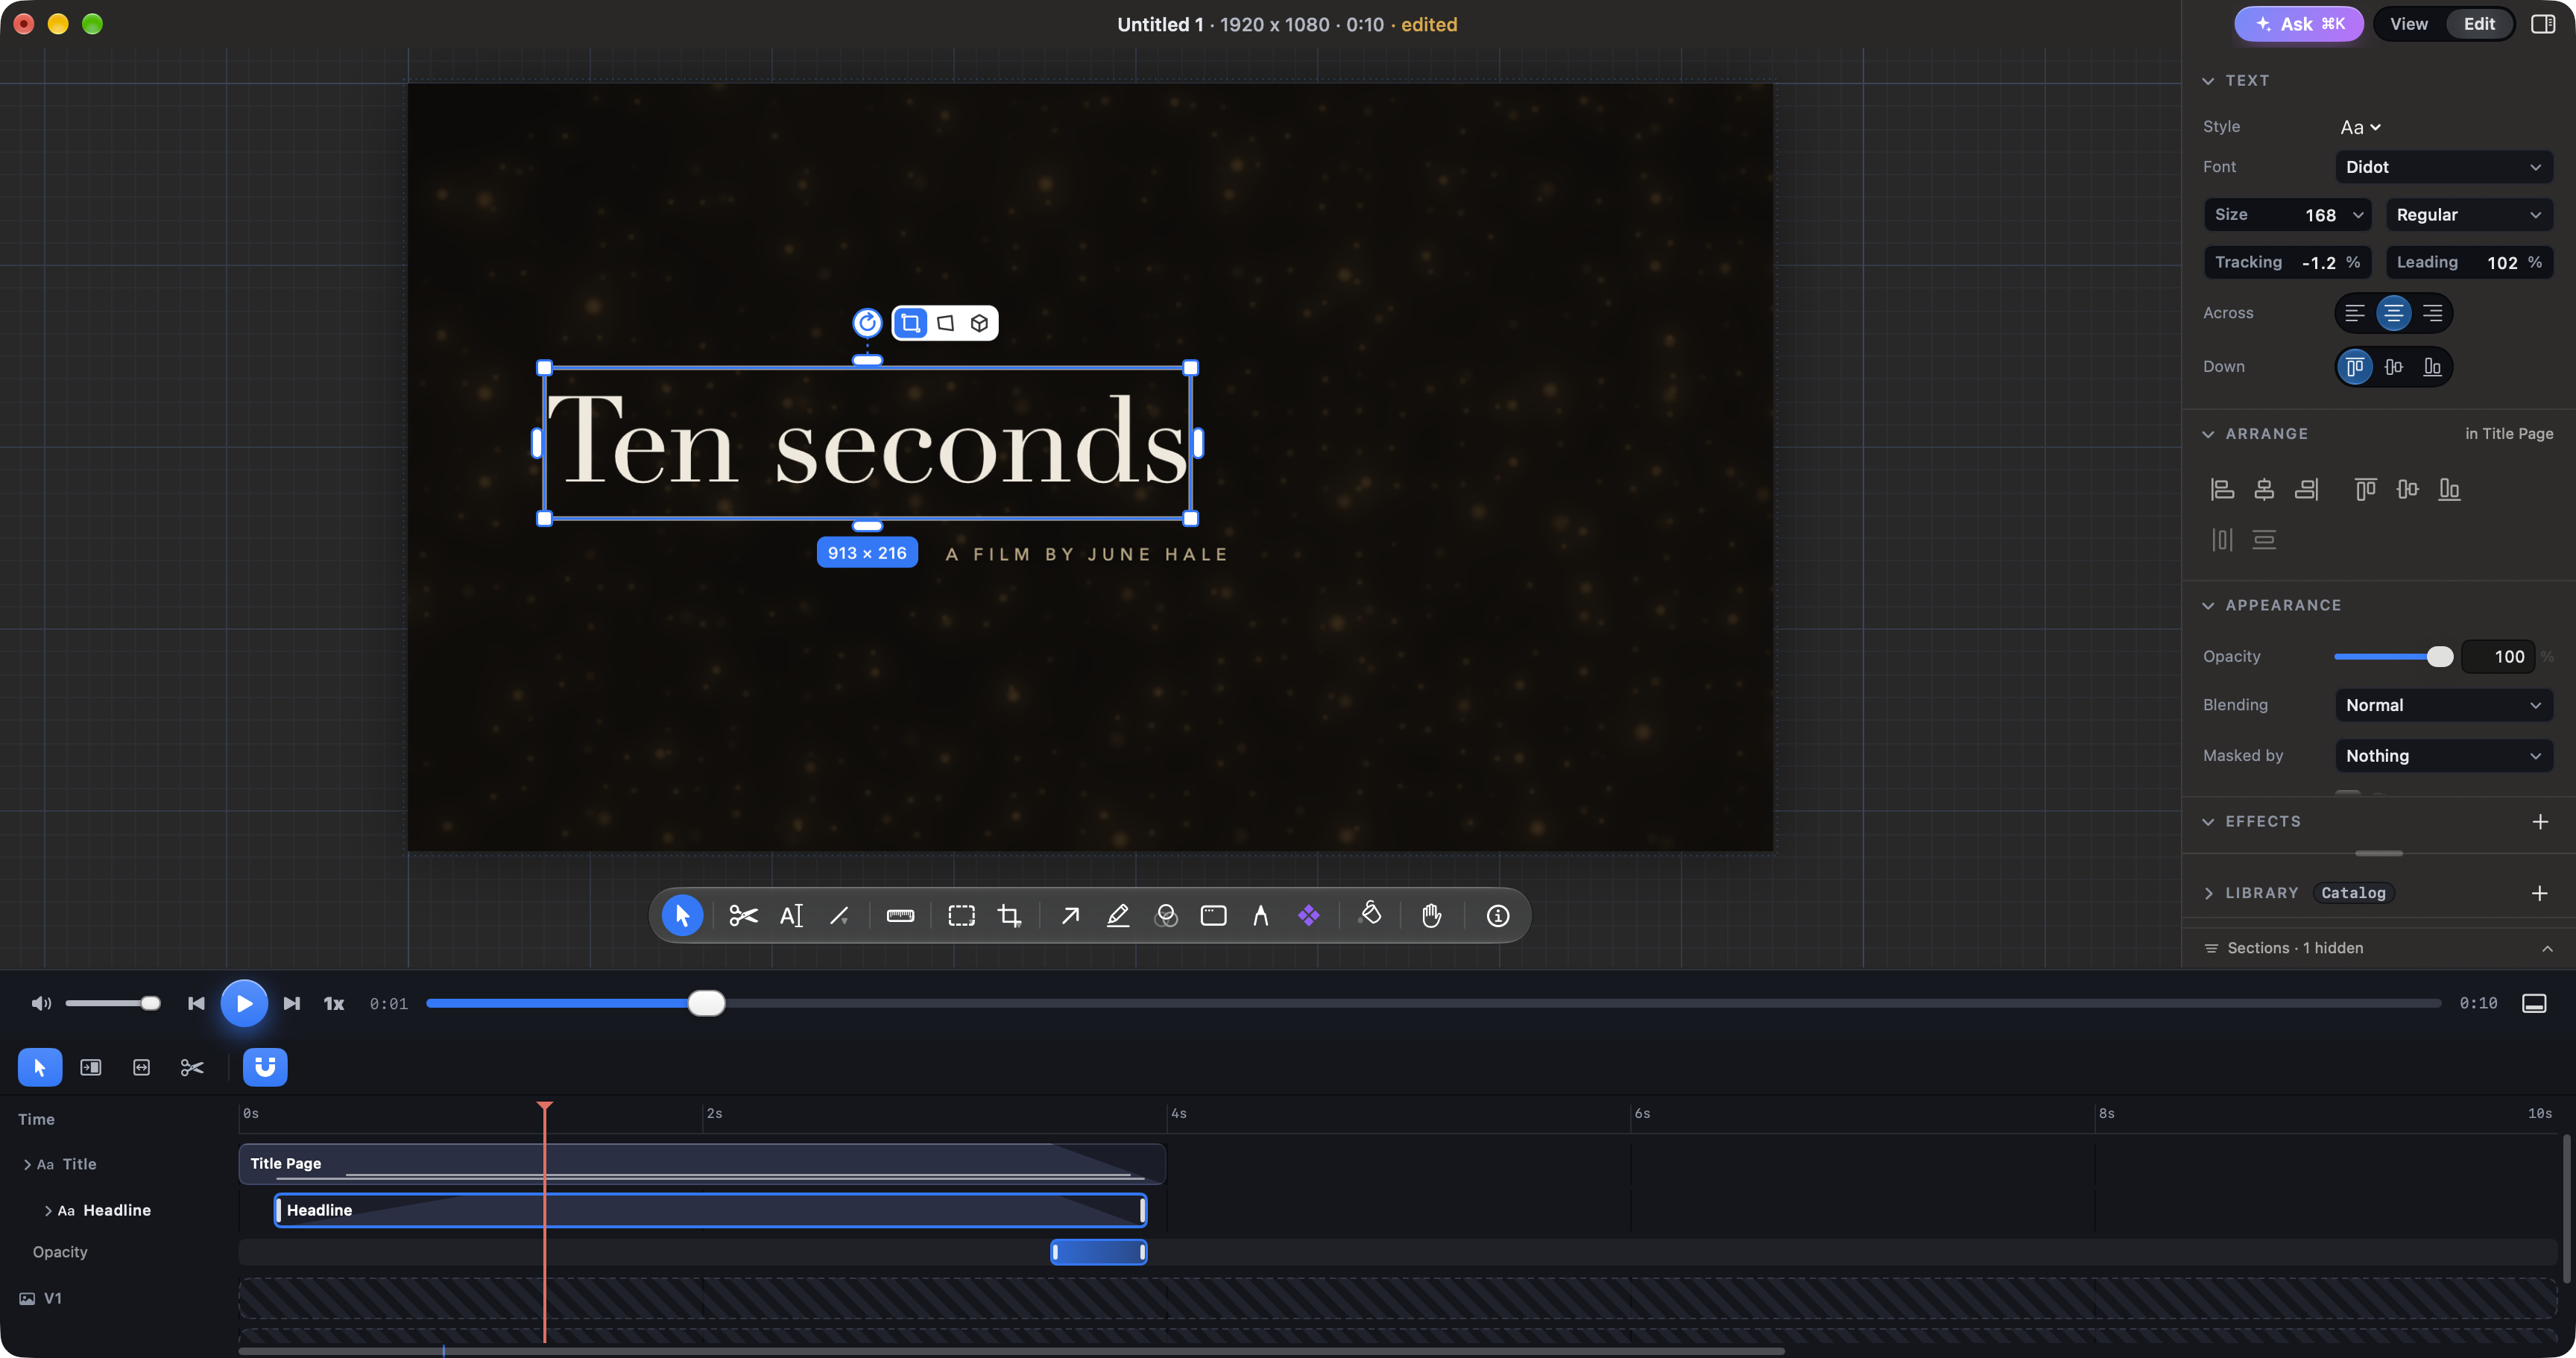 Untitled 1 · 1920 x 1080 · 0:10 · edited
Ask ⌘K
View
Edit
TEXT
Style
Aa
Font
Didot
Size 168
Regular
Tracking -1.2 %
Leading 102 %
Across
Down
ARRANGE
in Title Page
APPEARANCE
Opacity
100 %
Blending
Normal
Masked by
Nothing
EFFECTS
LIBRARY
Catalog
Sections · 1 hidden
Ten seconds
913 × 216
A FILM BY JUNE HALE
1x
0:01
0:10
Time
0s
2s
4s
6s
8s
10s
Aa Title
Title Page
Aa Headline
Headline
Opacity
V1